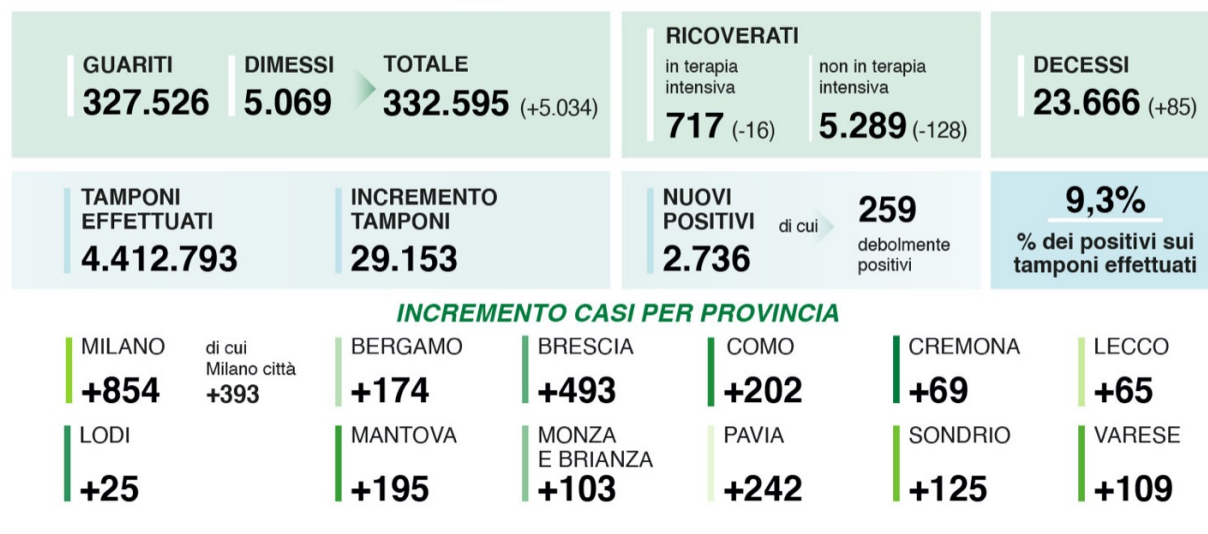 GUARITI
327.526
DIMESSI
5.069
TOTALE
332.595 (+5.034)
RICOVERATI
in terapia
intensiva
717 (-16)
non in terapia
intensiva
5.289 (-128)
DECESSI
23.666 (+85)
TAMPONI
EFFETTUATI
4.412.793
INCREMENTO
TAMPONI
29.153
NUOVI
POSITIVI
2.736
di cui
259
debolmente
positivi
9,3%
% dei positivi sui
tamponi effettuati
INCREMENTO CASI PER PROVINCIA
MILANO
+854
di cui
Milano città
+393
BERGAMO
+174
BRESCIA
+493
COMO
+202
CREMONA
+69
LECCO
+65
LODI
+25
MANTOVA
+195
MONZA
E BRIANZA
+103
PAVIA
+242
SONDRIO
+125
VARESE
+109